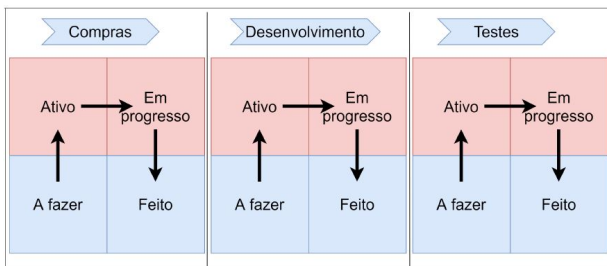 Compras
Desenvolvimento
Testes
Ativo
Em
progresso
A fazer
Feito
Ativo
Em
progresso
A fazer
Feito
Ativo
Em
progresso
A fazer
Feito